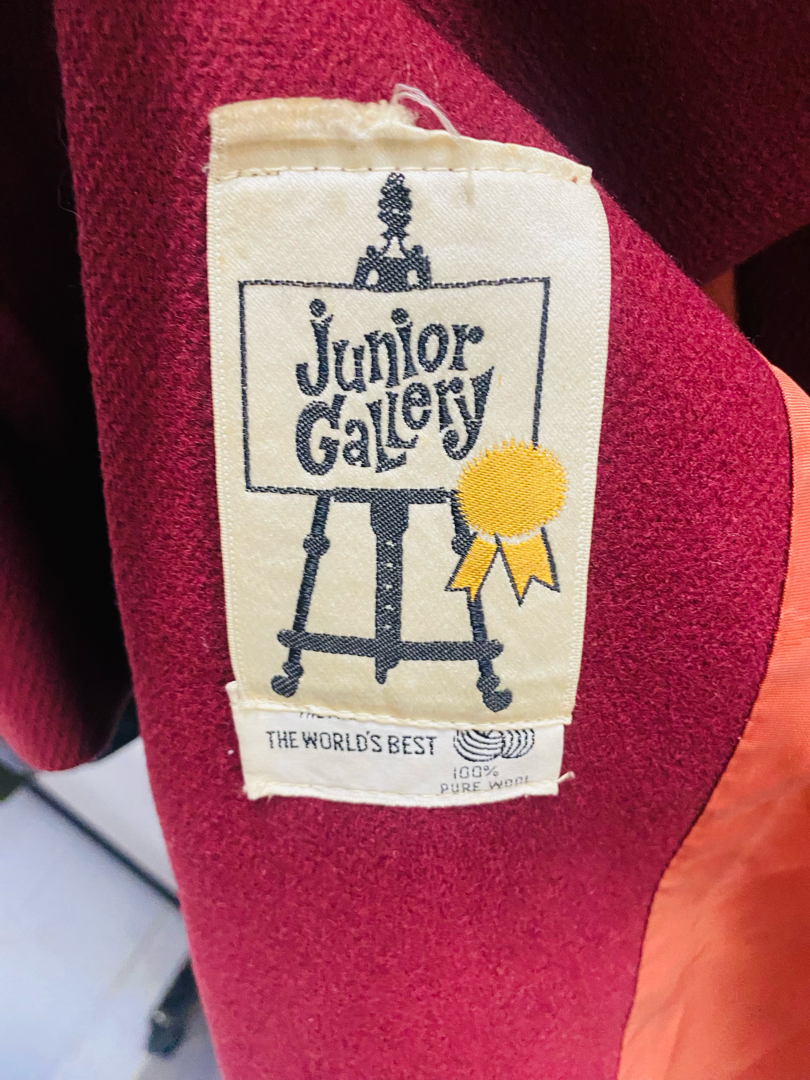 Junior
Gallery
THE WORLD'S BEST
100%
PURE WOOL